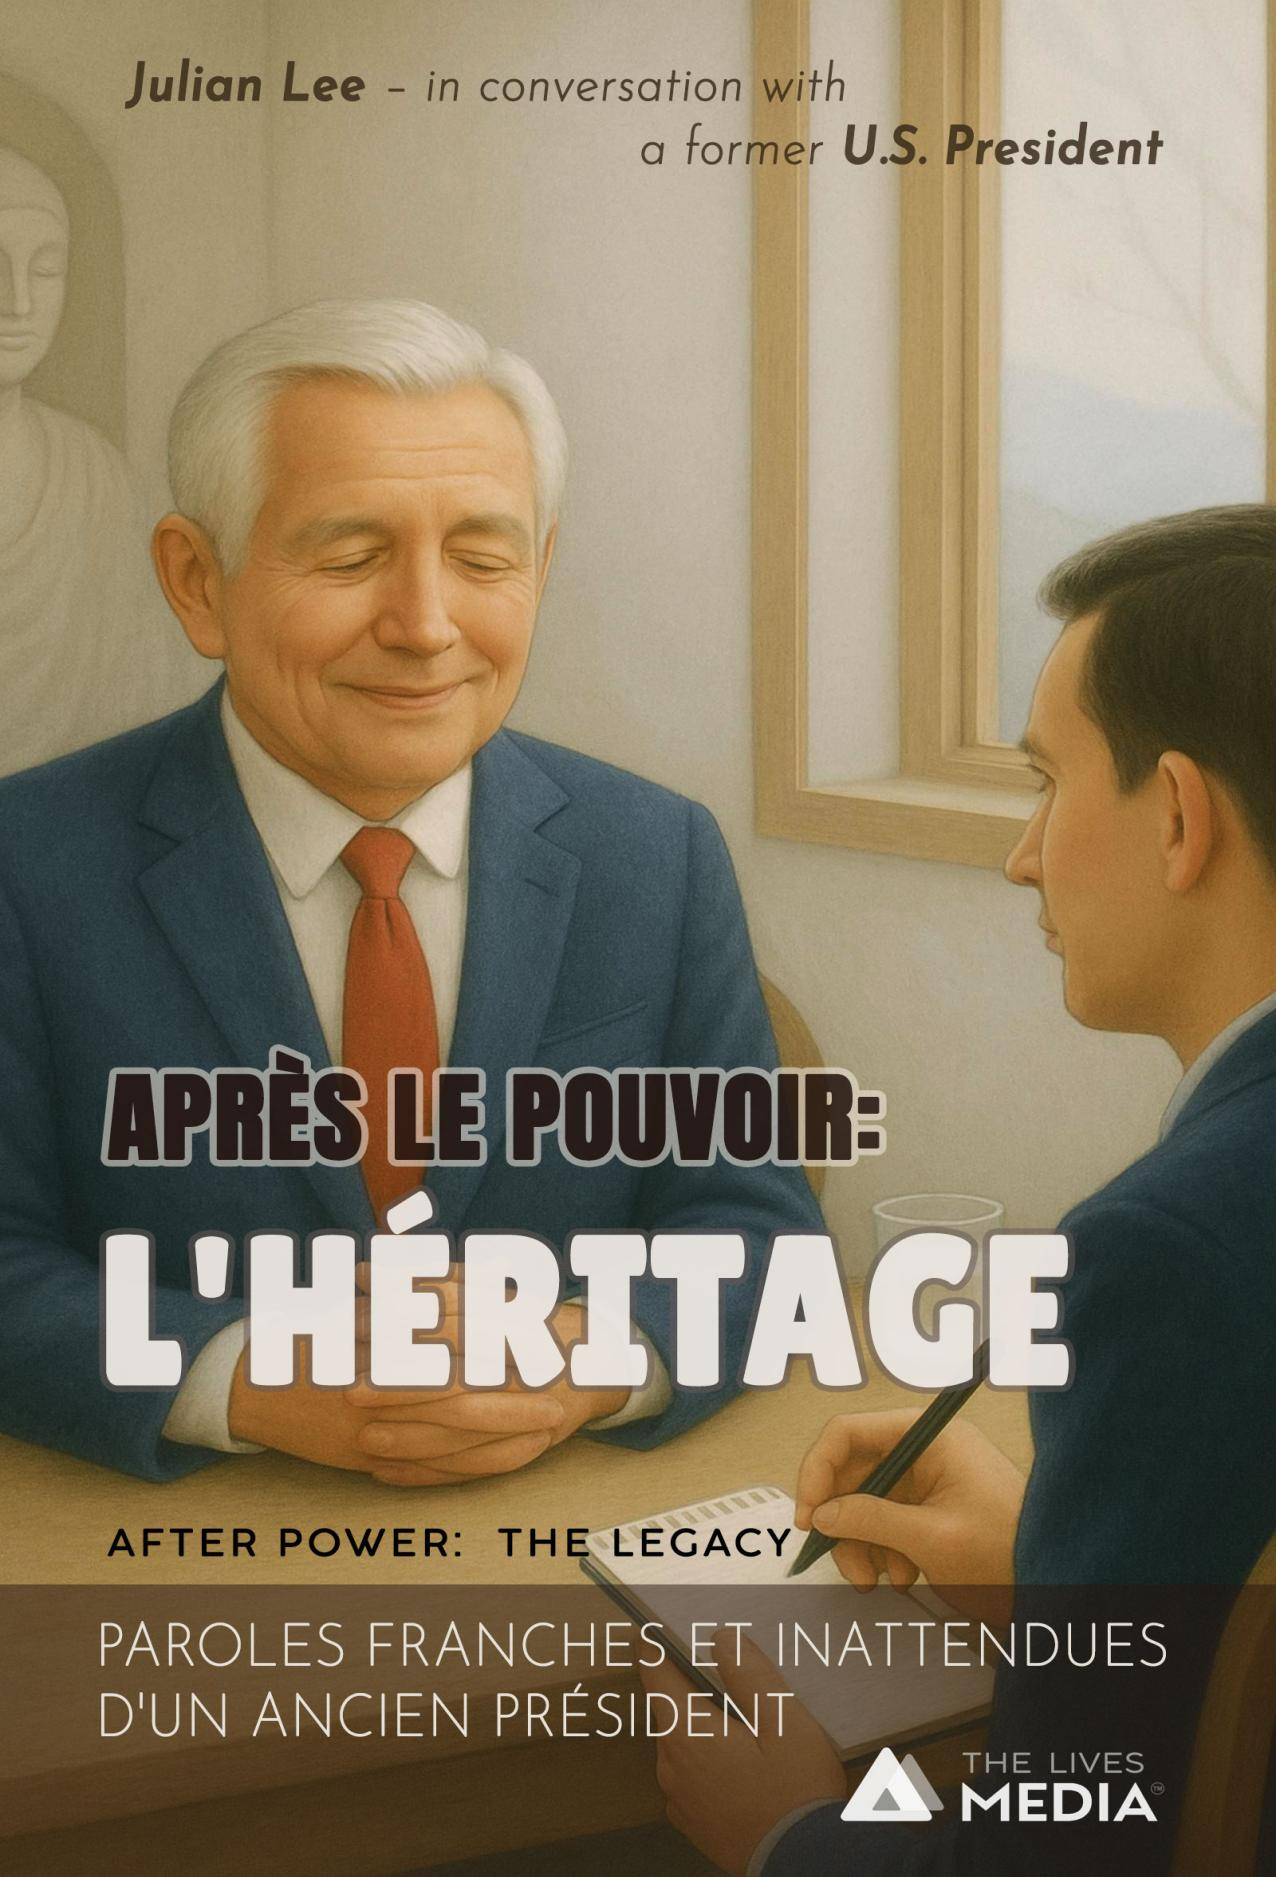 Julian Lee – in conversation with
a former U.S. President
APRÈS LE POUVOIR:
L'HÉRITAGE
AFTER POWER: THE LEGACY
PAROLES FRANCHES ET INATTENDUES
D'UN ANCIEN PRÉSIDENT
THE LIVES
MEDIA™